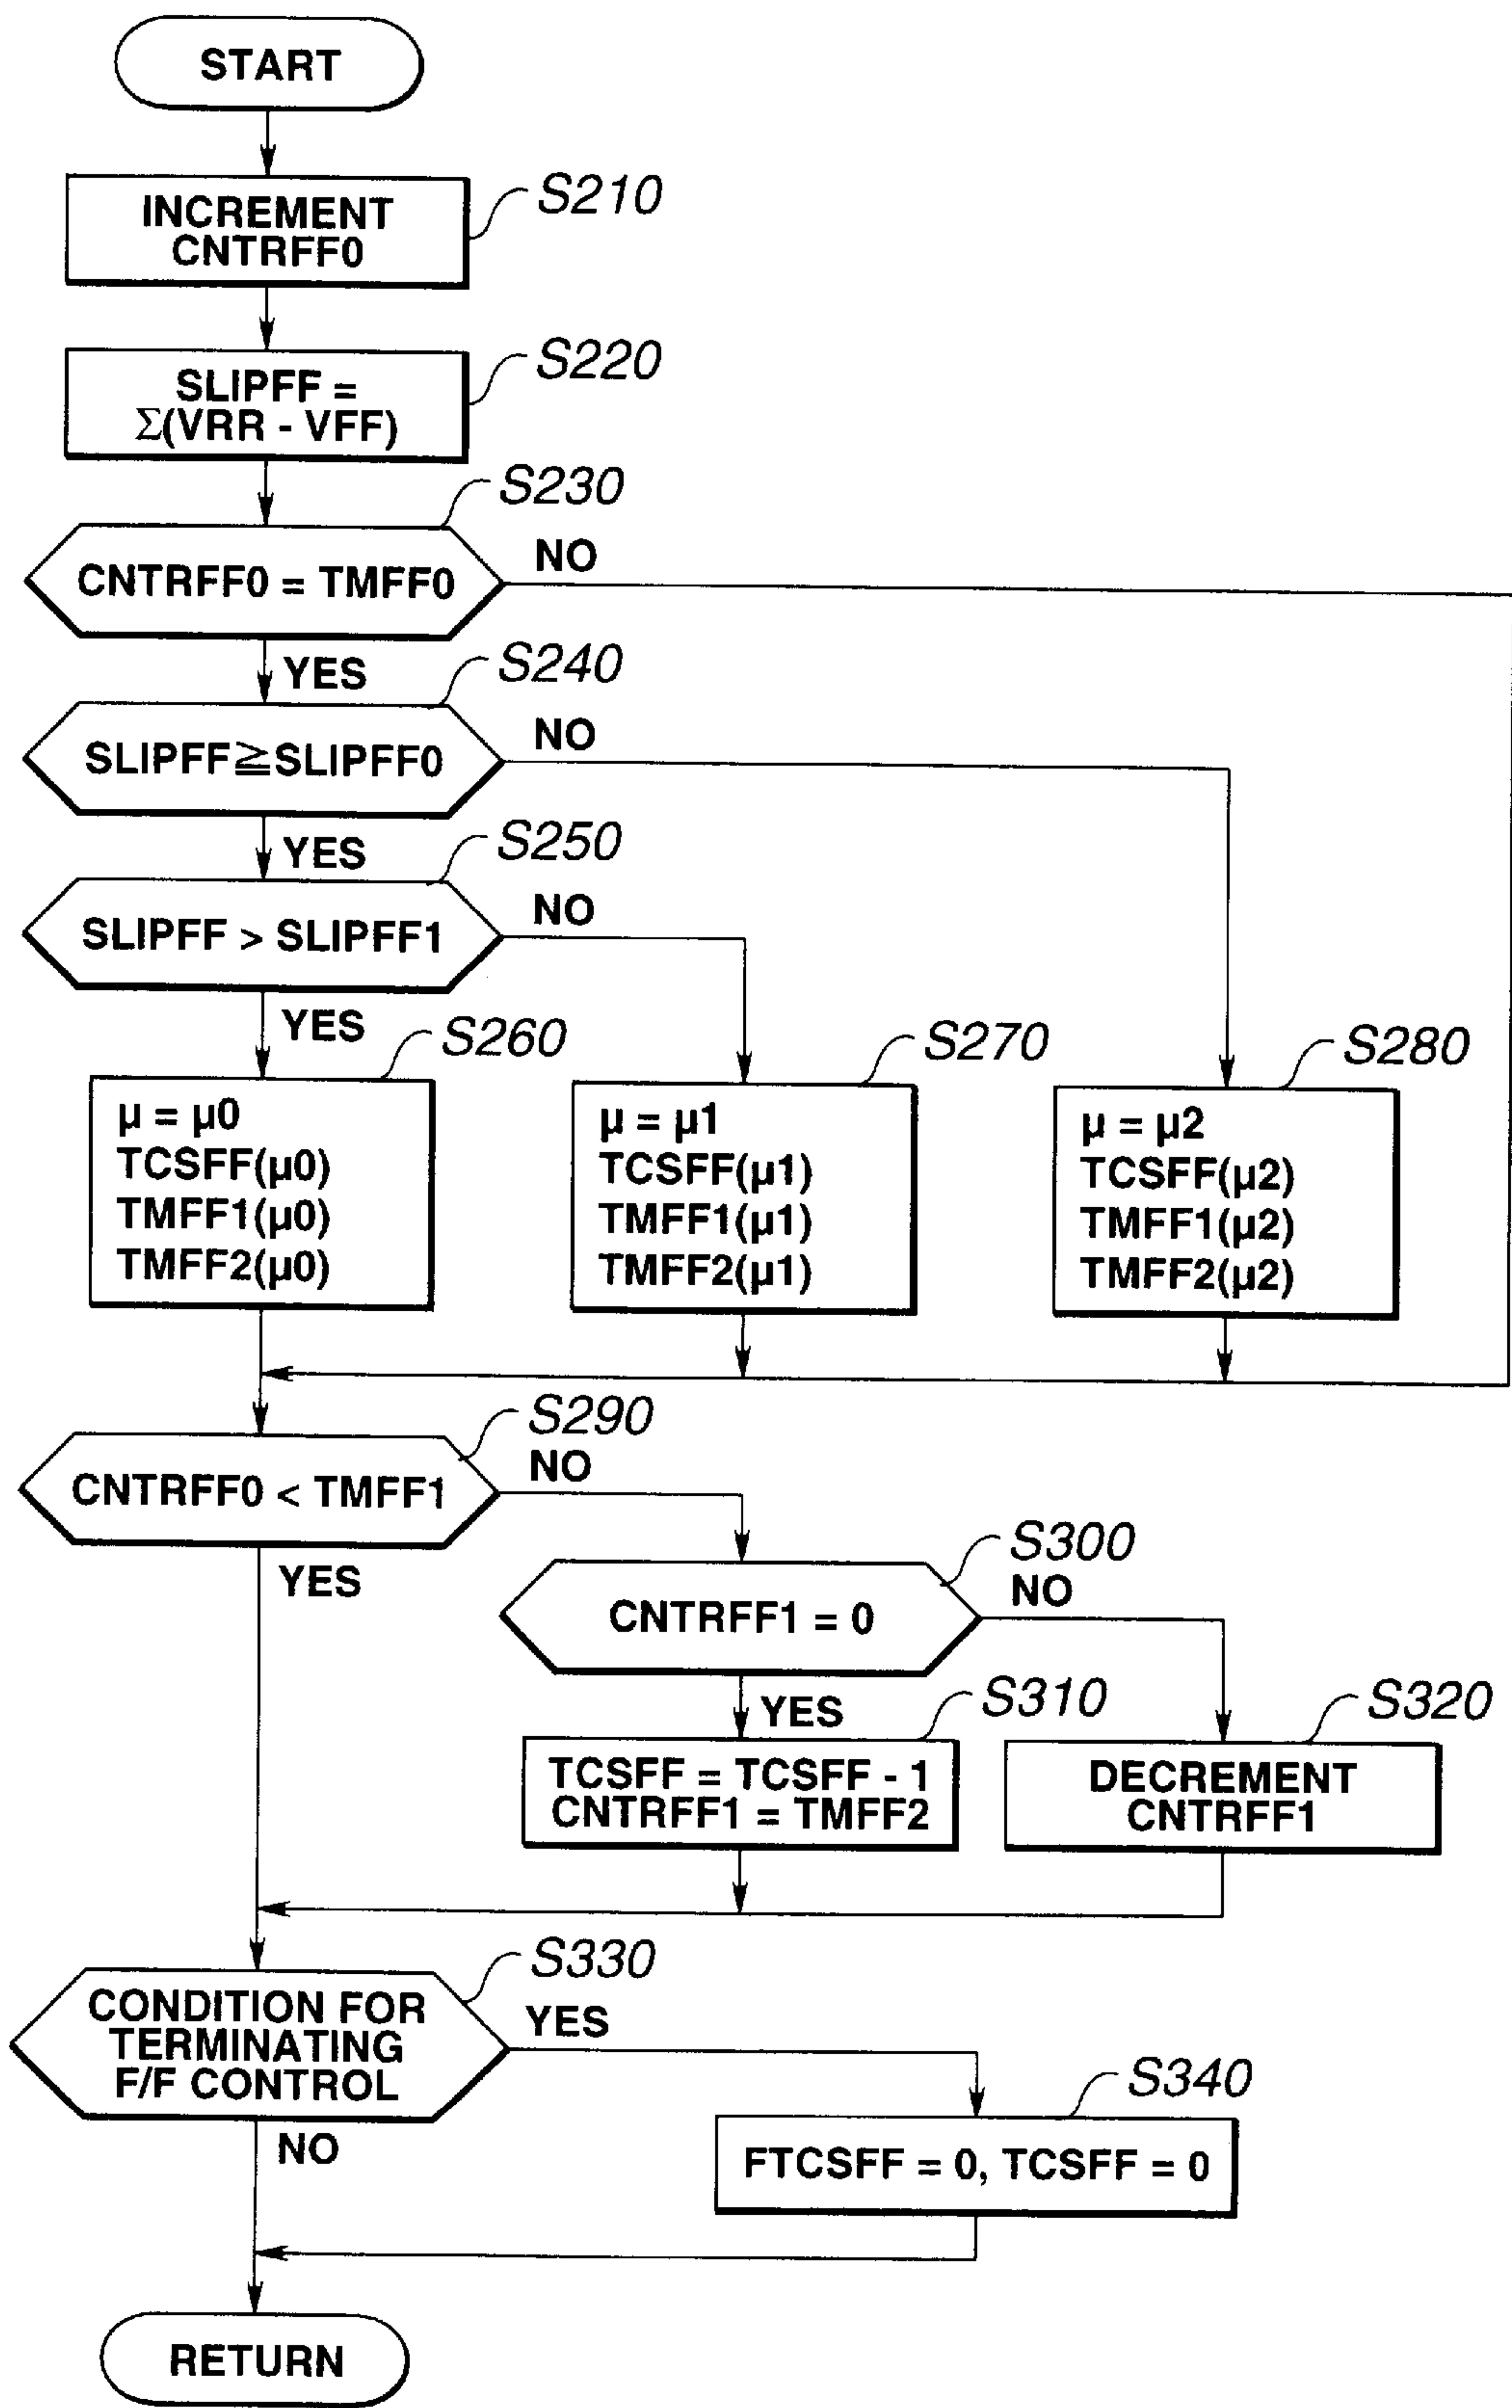 START
S210
INCREMENT
CNTRFF0
S220
SLIPFF =
Σ(VRR - VFF)
S230
CNTRFF0 = TMFF0
NO
YES
S240
SLIPFF≧SLIPFF0
NO
YES
S250
SLIPFF > SLIPFF1
NO
YES
S260
μ = μ0
TCSFF(μ0)
TMFF1(μ0)
TMFF2(μ0)
S270
μ = μ1
TCSFF(μ1)
TMFF1(μ1)
TMFF2(μ1)
S280
μ = μ2
TCSFF(μ2)
TMFF1(μ2)
TMFF2(μ2)
S290
CNTRFF0 < TMFF1
NO
YES
S300
CNTRFF1 = 0
NO
YES
S310
TCSFF = TCSFF - 1
CNTRFF1 = TMFF2
S320
DECREMENT
CNTRFF1
S330
CONDITION FOR
TERMINATING
F/F CONTROL
YES
NO
S340
FTCSFF = 0, TCSFF = 0
RETURN